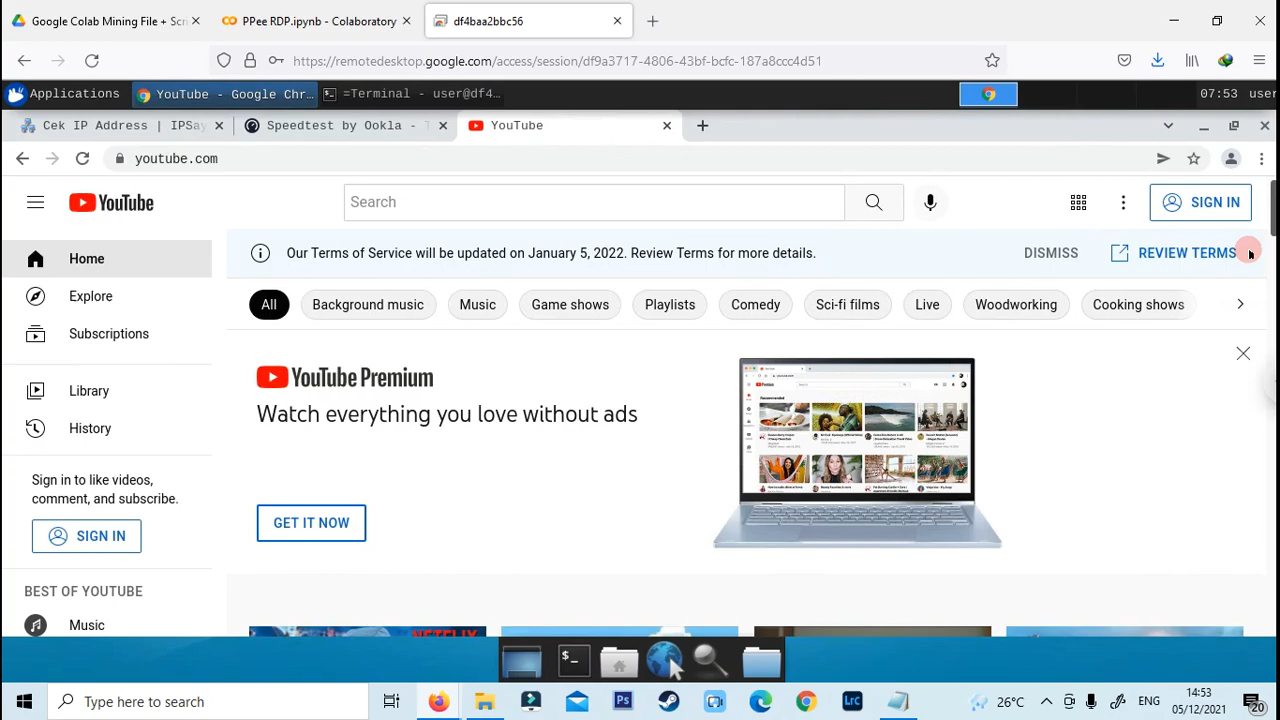 Google Colab Mining File + Scr
PPee RDP.ipynb - Colaboratory
df4baa2bbc56
https://remotedesktop.google.com/access/session/df9a3717-4806-43bf-bcfc-187a8ccc4d51
Applications
YouTube - Google Chr...
=Terminal - user@df4...
07:53
user
Cek IP Address | IPSay
Speedtest by Ookla - T
YouTube
youtube.com
YouTube
Search
SIGN IN
Our Terms of Service will be updated on January 5, 2022. Review Terms for more details.
DISMISS
REVIEW TERMS
Home
Explore
Subscriptions
Library
History
Sign in to like videos,
comment, and subscribe.
SIGN IN
BEST OF YOUTUBE
Music
All
Background music
Music
Game shows
Playlists
Comedy
Sci-fi films
Live
Woodworking
Cooking shows
YouTube Premium
Watch everything you love without ads
GET IT NOW
NETFLIX
Type here to search
Ps
Lrc
26°C
ENG
14:53
05/12/2021
20